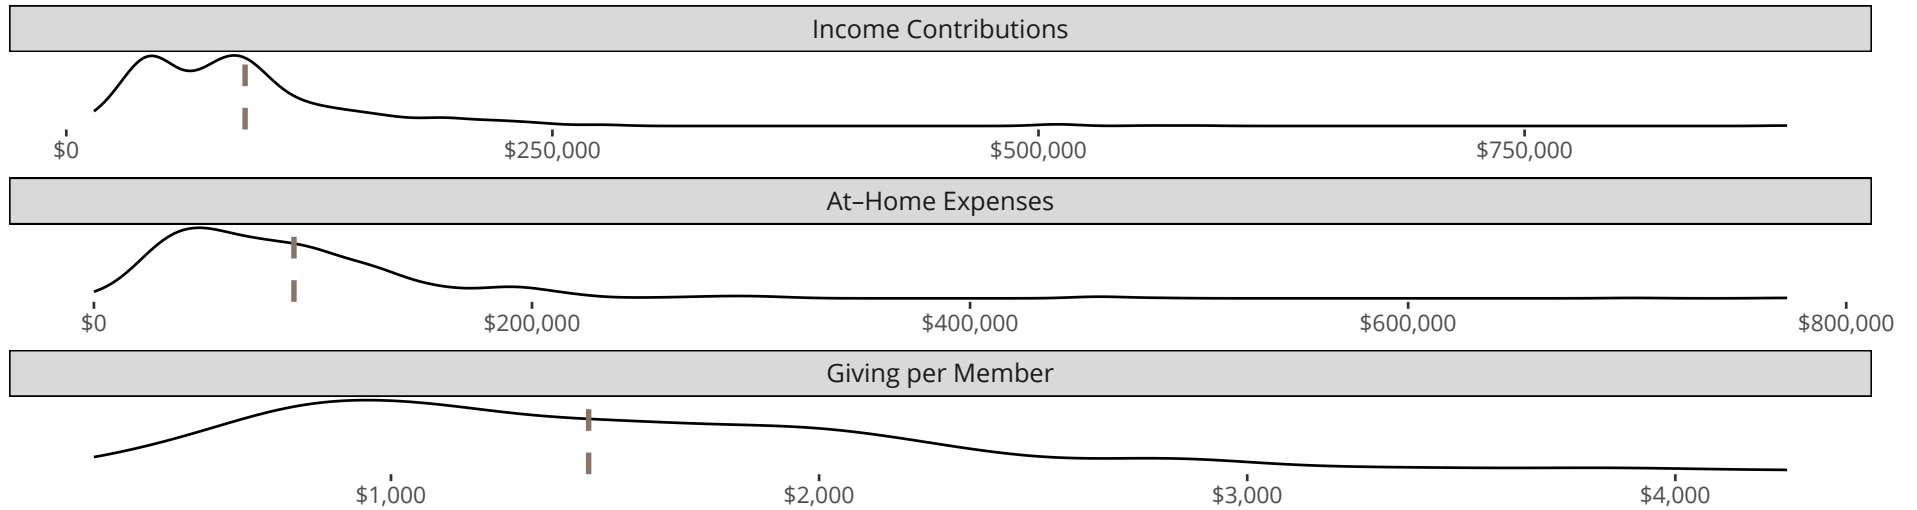 Income Contributions
$0 $250,000 $500,000 $750,000
At–Home Expenses
$0 $200,000 $400,000 $600,000 $800,000
Giving per Member
$1,000 $2,000 $3,000 $4,000